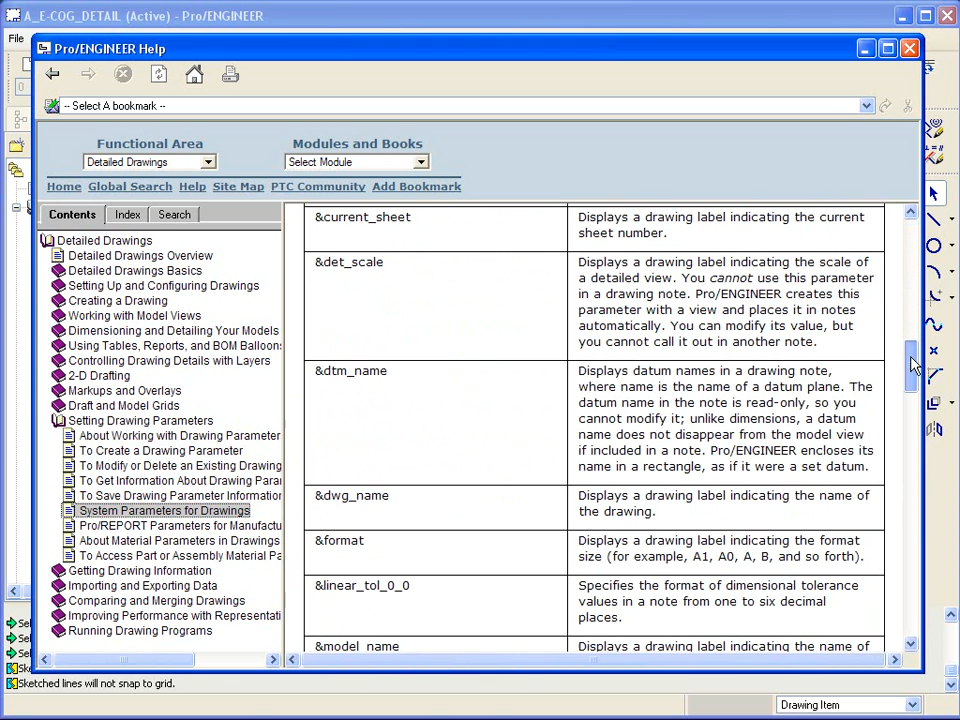 A_E-COG_DETAIL (Active) - Pro/ENGINEER
File
Pro/ENGINEER Help
-- Select A bookmark --
Functional Area
Modules and Books
Detailed Drawings
Select Module
Home Global Search Help Site Map PTC Community Add Bookmark
Contents Index Search
Detailed Drawings
Detailed Drawings Overview
Detailed Drawings Basics
Setting Up and Configuring Drawings
Creating a Drawing
Working with Model Views
Dimensioning and Detailing Your Models
Using Tables, Reports, and BOM Balloons
Controlling Drawing Details with Layers
2-D Drafting
Markups and Overlays
Draft and Model Grids
Setting Drawing Parameters
About Working with Drawing Parameter
To Create a Drawing Parameter
To Modify or Delete an Existing Drawing
To Get Information About Drawing Para
To Save Drawing Parameter Information
System Parameters for Drawings
Pro/REPORT Parameters for Manufactu
About Material Parameters in Drawings
To Access Part or Assembly Material Pa
Getting Drawing Information
Importing and Exporting Data
Comparing and Merging Drawings
Improving Performance with Representati
Running Drawing Programs
&current_sheet
Displays a drawing label indicating the current
sheet number.
&det_scale
Displays a drawing label indicating the scale of
a detailed view. You cannot use this parameter
in a drawing note. Pro/ENGINEER creates this
parameter with a view and places it in notes
automatically. You can modify its value, but
you cannot call it out in another note.
&dtm_name
Displays datum names in a drawing note,
where name is the name of a datum plane. The
datum name in the note is read-only, so you
cannot modify it; unlike dimensions, a datum
name does not disappear from the model view
if included in a note. Pro/ENGINEER encloses its
name in a rectangle, as if it were a set datum.
&dwg_name
Displays a drawing label indicating the name of
the drawing.
&format
Displays a drawing label indicating the format
size (for example, A1, A0, A, B, and so forth).
&linear_tol_0_0
Specifies the format of dimensional tolerance
values in a note from one to six decimal
places.
&model_name
Displays a drawing label indicating the name of
Sel
Sel
Sel
Ske
Sketched lines will not snap to grid.
Drawing Item